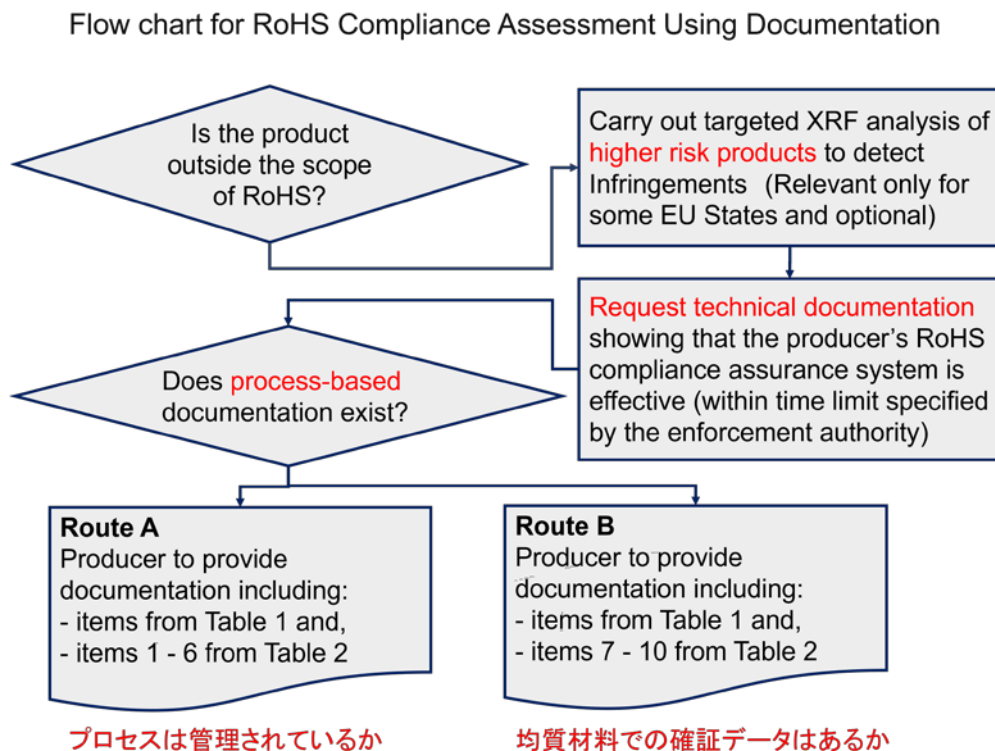 Flow chart for RoHS Compliance Assessment Using Documentation
Is the product
outside the scope
of RoHS?
Carry out targeted XRF analysis of
higher risk products to detect
Infringements (Relevant only for
some EU States and optional)
Request technical documentation
showing that the producer's RoHS
compliance assurance system is
effective (within time limit specified
by the enforcement authority)
Does process-based
documentation exist?
Route A
Producer to provide
documentation including:
- items from Table 1 and,
- items 1 - 6 from Table 2
Route B
Producer to provide
documentation including:
- items from Table 1 and,
- items 7 - 10 from Table 2
プロセスは管理されているか
均質材料での確証データはあるか